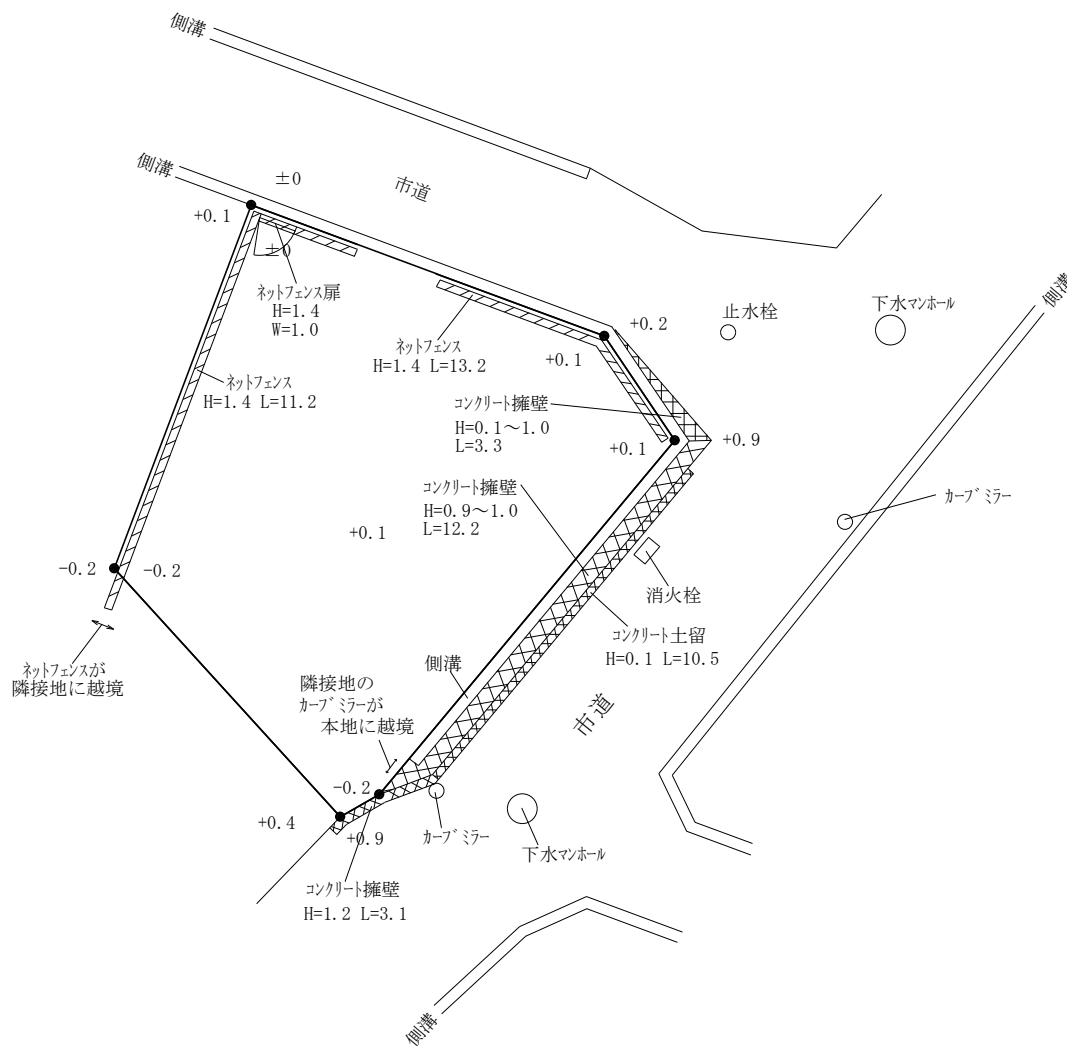 側溝
側溝
±0
市道
+0.1
±0
ネットフェンス扉
H=1.4
W=1.0
側溝
止水栓
下水マンホール
+0.2
ネットフェンス
H=1.4 L=13.2
+0.1
ネットフェンス
H=1.4 L=11.2
コンクリート擁壁
H=0.1～1.0
L=3.3
+0.1
+0.9
コンクリート擁壁
H=0.9～1.0
L=12.2
カーブミラー
+0.1
-0.2
-0.2
消火栓
コンクリート土留
H=0.1 L=10.5
ネットフェンスが
隣接地に越境
側溝
隣接地の
カーブミラーが
本地に越境
市道
-0.2
+0.4
+0.9
カーブミラー
下水マンホール
コンクリート擁壁
H=1.2 L=3.1
側溝